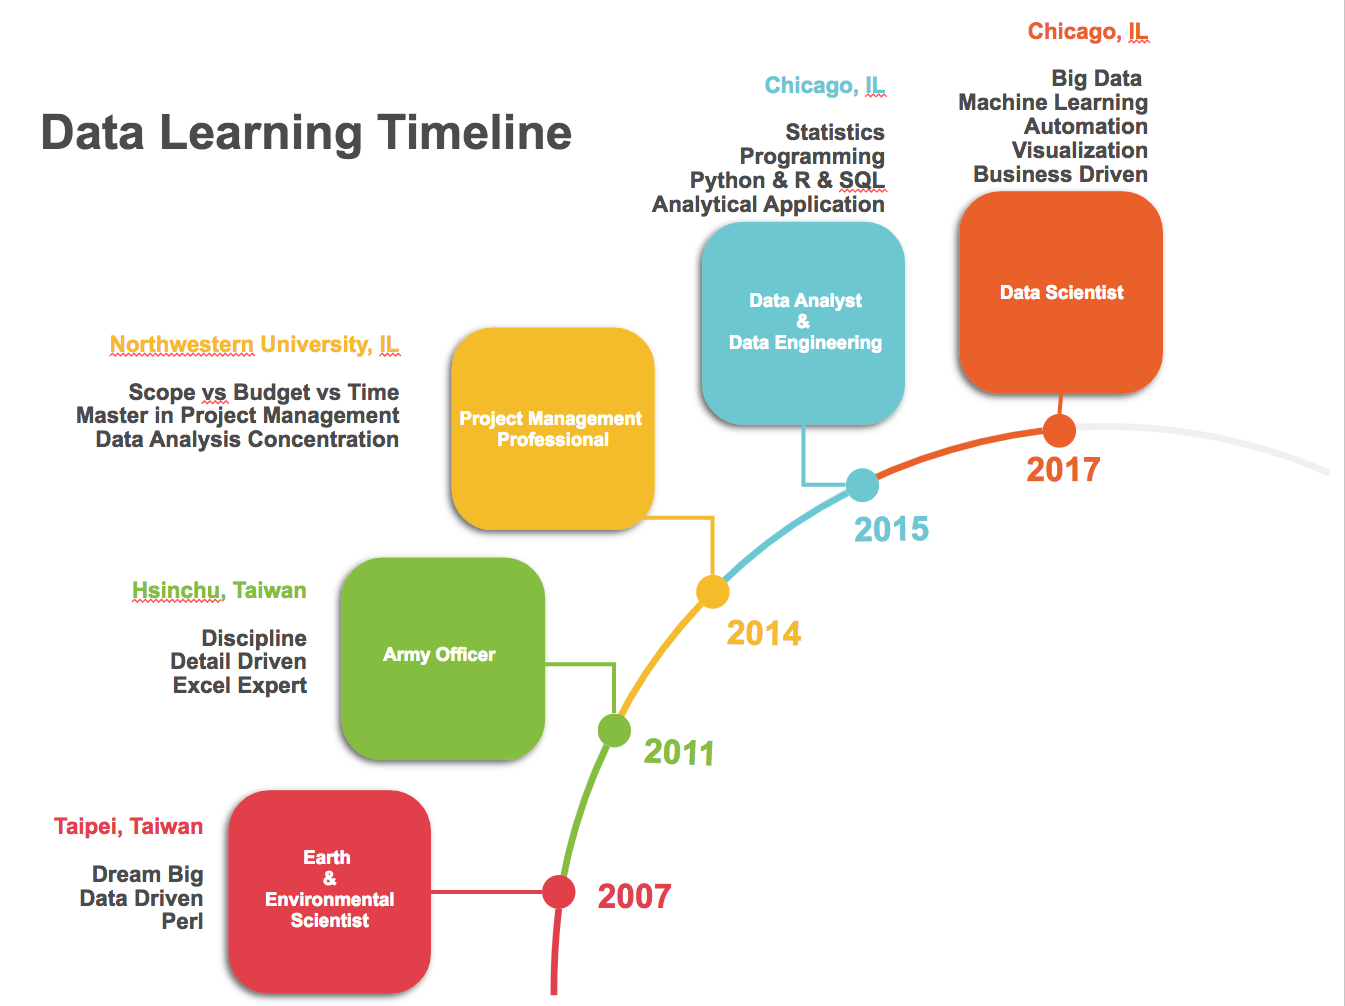 Data Learning Timeline
Chicago, IL
Big Data
Machine Learning
Automation
Visualization
Business Driven
Data Scientist
2017
Chicago, IL
Statistics
Programming
Python & R & SQL
Analytical Application
Data Analyst
&
Data Engineering
2015
Northwestern University, IL
Scope vs Budget vs Time
Master in Project Management
Data Analysis Concentration
Project Management
Professional
2014
Hsinchu, Taiwan
Discipline
Detail Driven
Excel Expert
Army Officer
2011
Taipei, Taiwan
Dream Big
Data Driven
Perl
Earth
&
Environmental
Scientist
2007